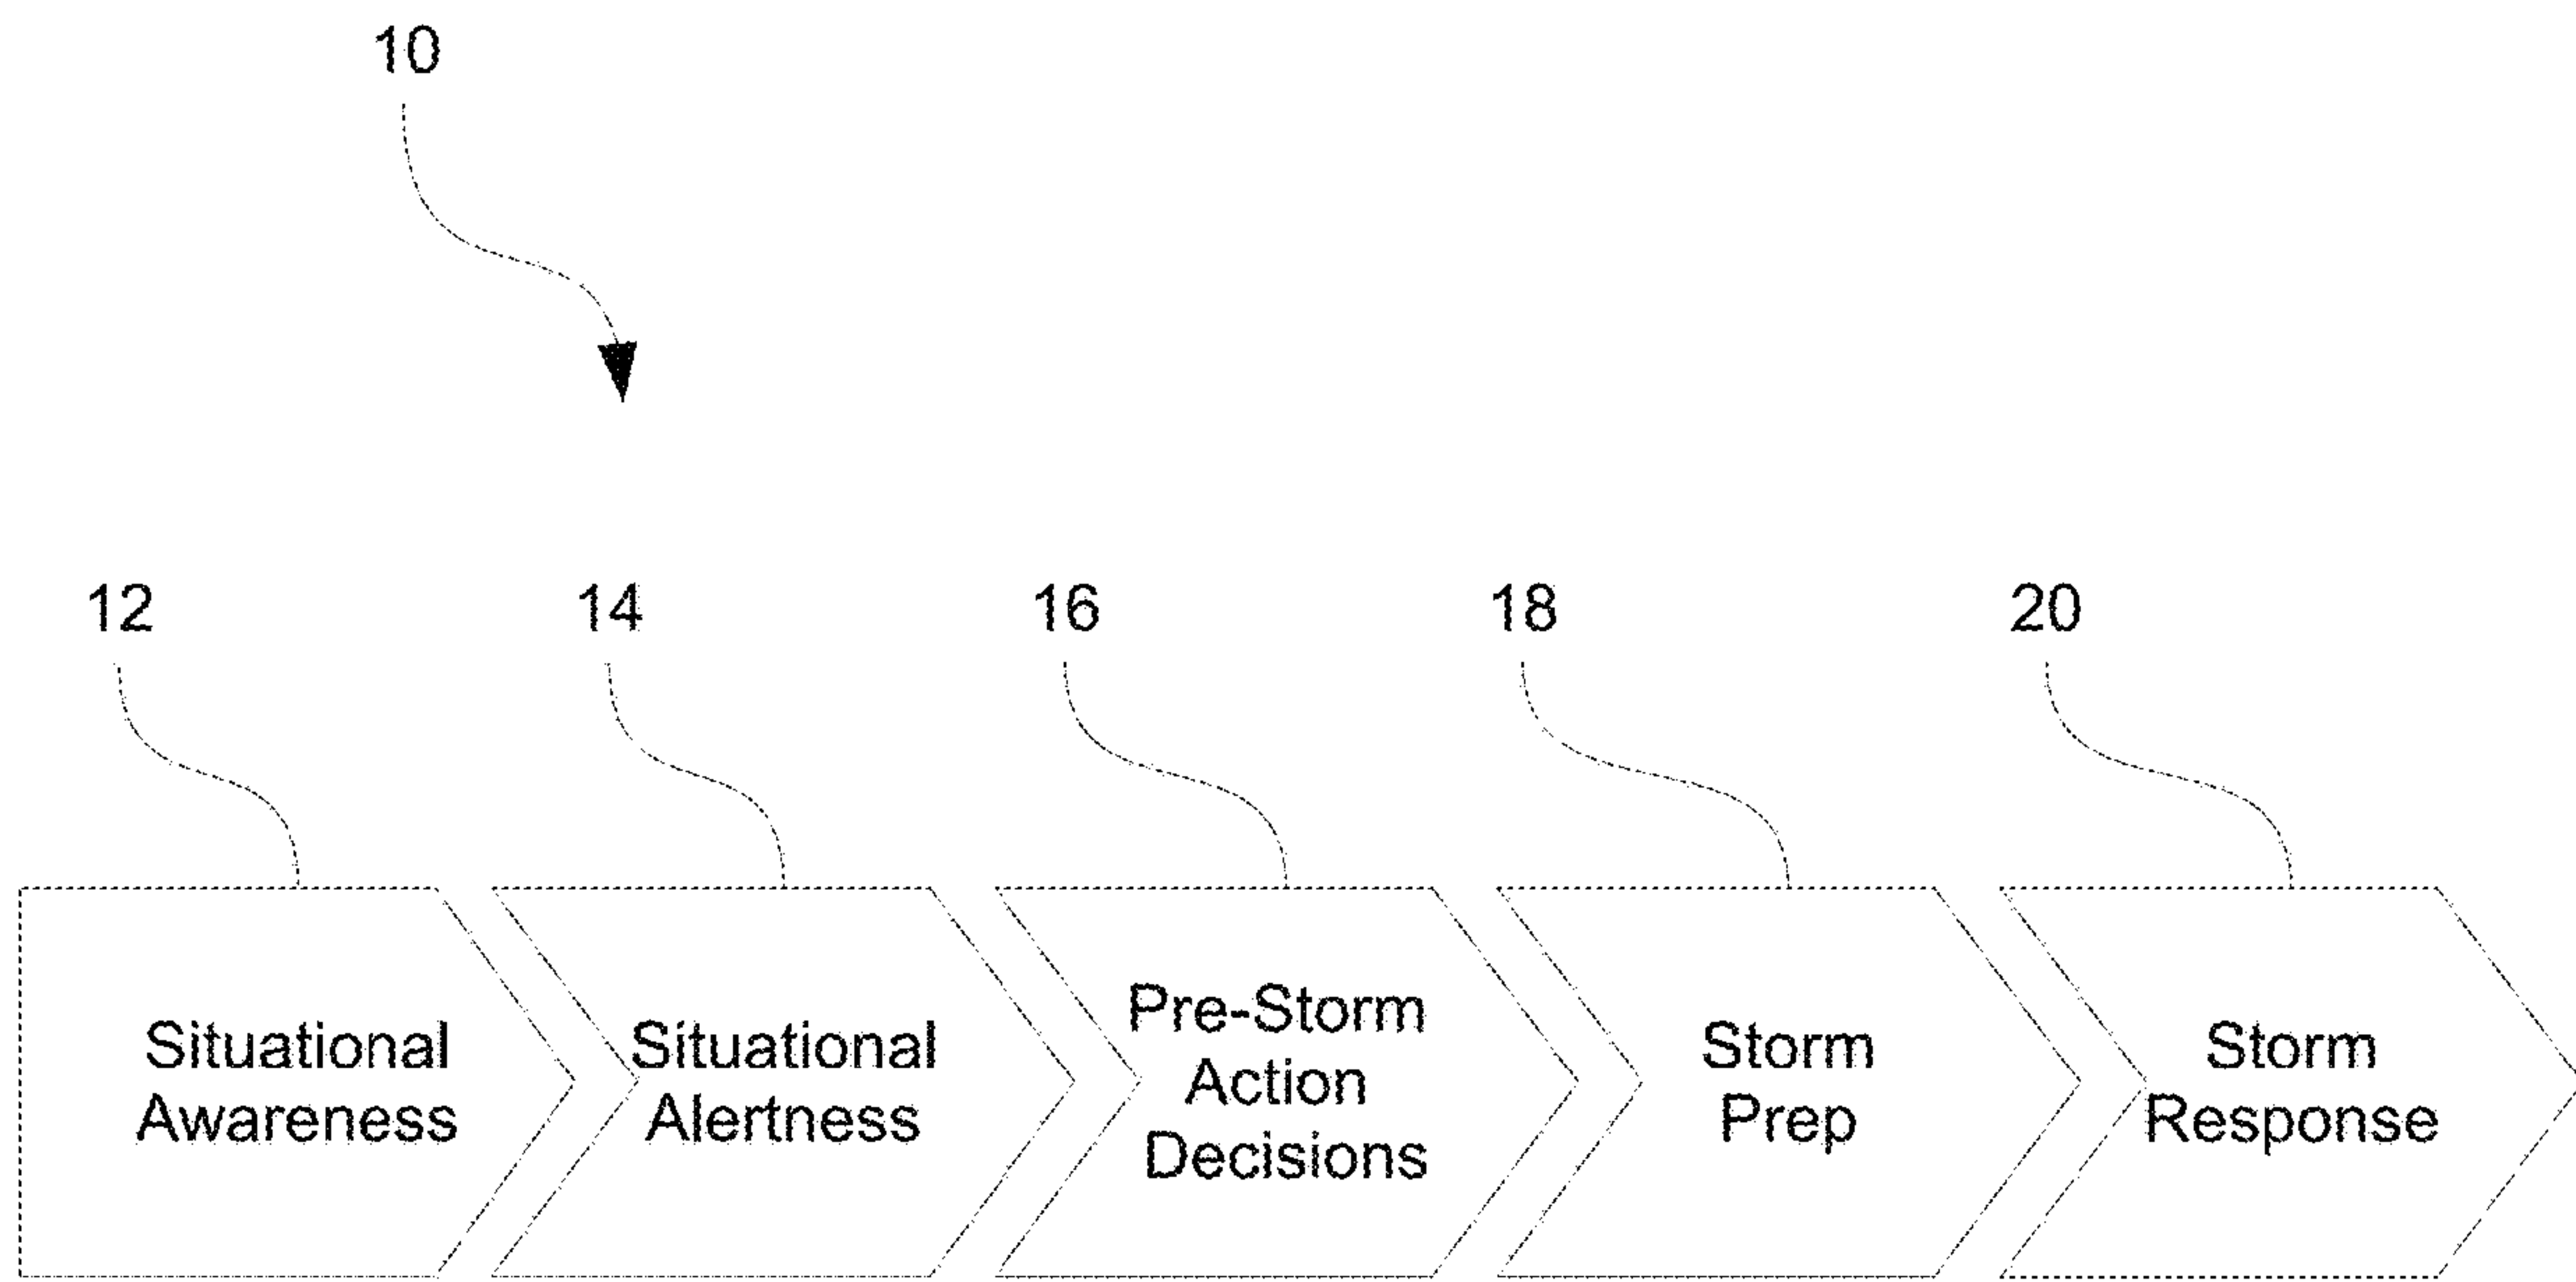 10
12
14
16
18
20
Situational
Awareness
Situational
Alertness
Pre-Storm
Action
Decisions
Storm
Prep
Storm
Response